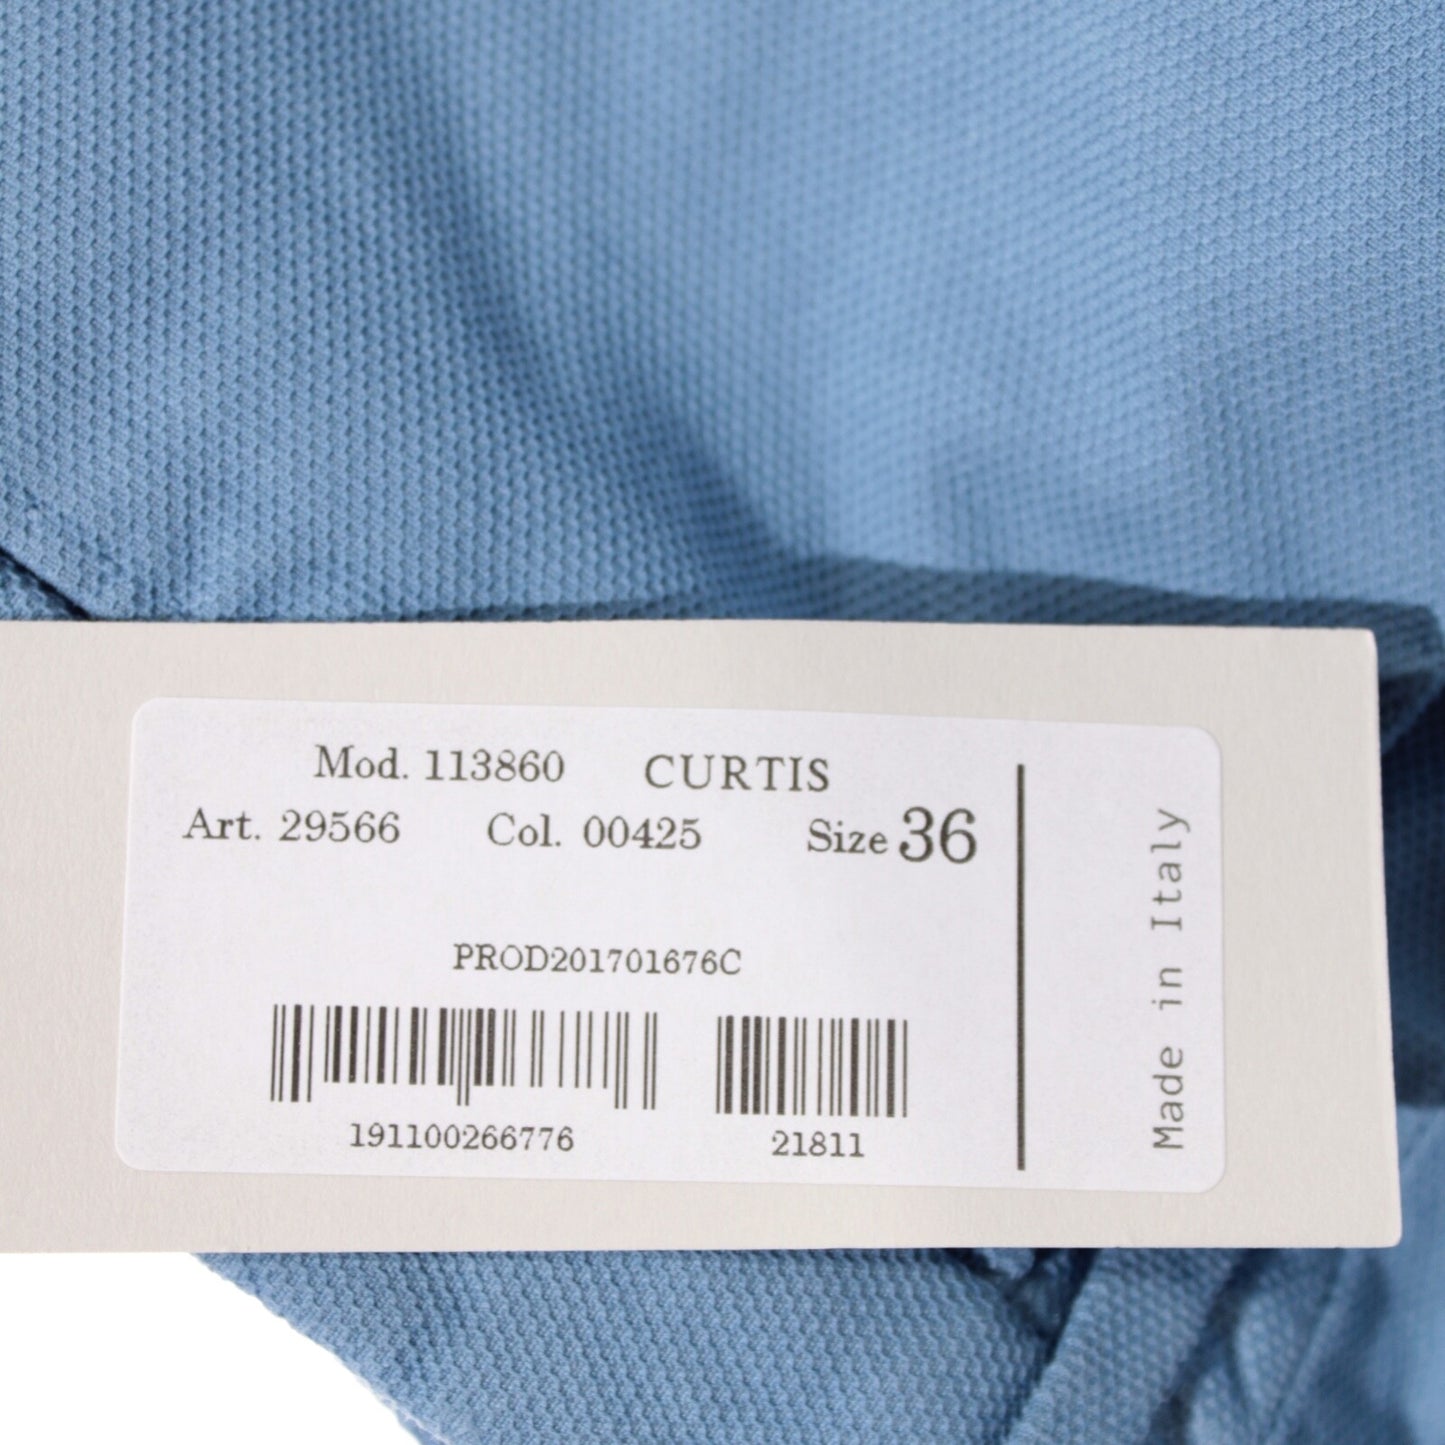 Mod. 113860 CURTIS
Art. 29566 Col. 00425 Size 36
PROD201701676C
191100266776 21811
Made in Italy